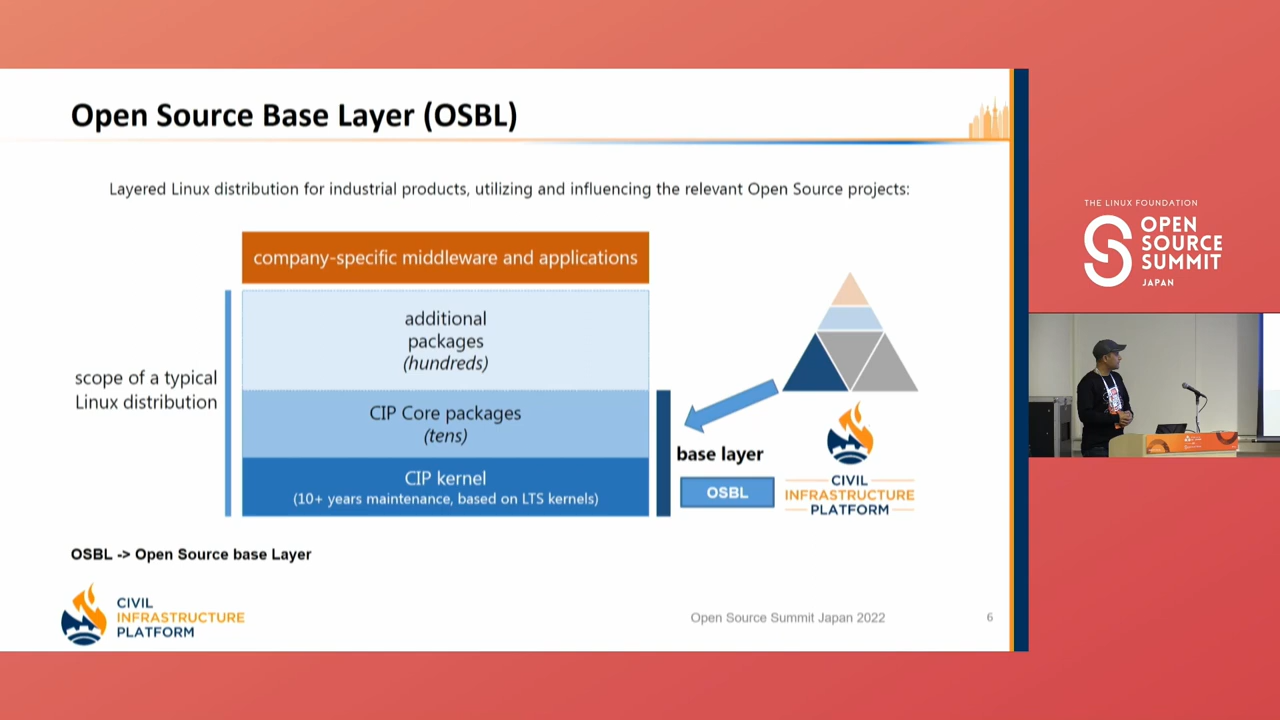 Open Source Base Layer (OSBL)
Layered Linux distribution for industrial products, utilizing and influencing the relevant Open Source projects:
company-specific middleware and applications
additional
packages
(hundreds)
scope of a typical
Linux distribution
CIP Core packages
(tens)
CIP kernel
(10+ years maintenance, based on LTS kernels)
base layer
OSBL
CIVIL
INFRASTRUCTURE
PLATFORM
OSBL -> Open Source base Layer
CIVIL
INFRASTRUCTURE
PLATFORM
Open Source Summit Japan 2022
6
THE LINUX FOUNDATION
OPEN
SOURCE
SUMMIT
JAPAN